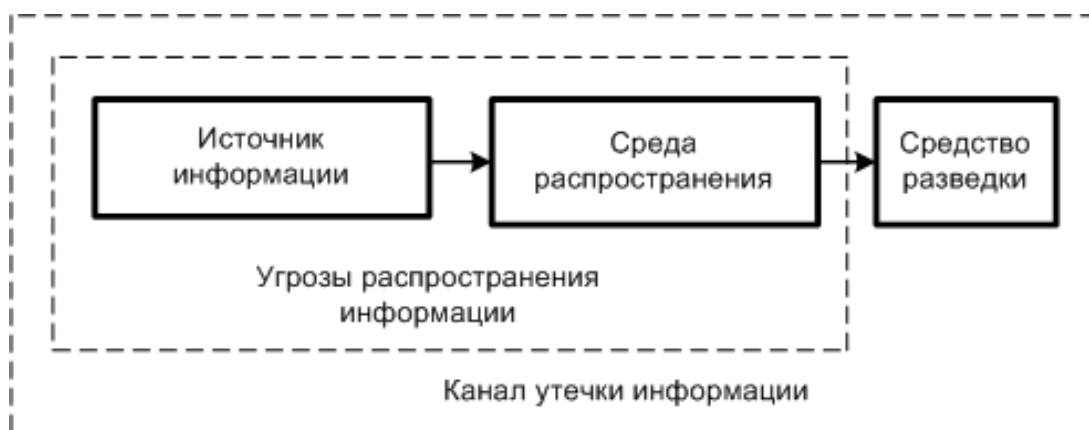 Источник
информации
Среда
распространения
Средство
разведки
Угрозы распространения
информации
Канал утечки информации